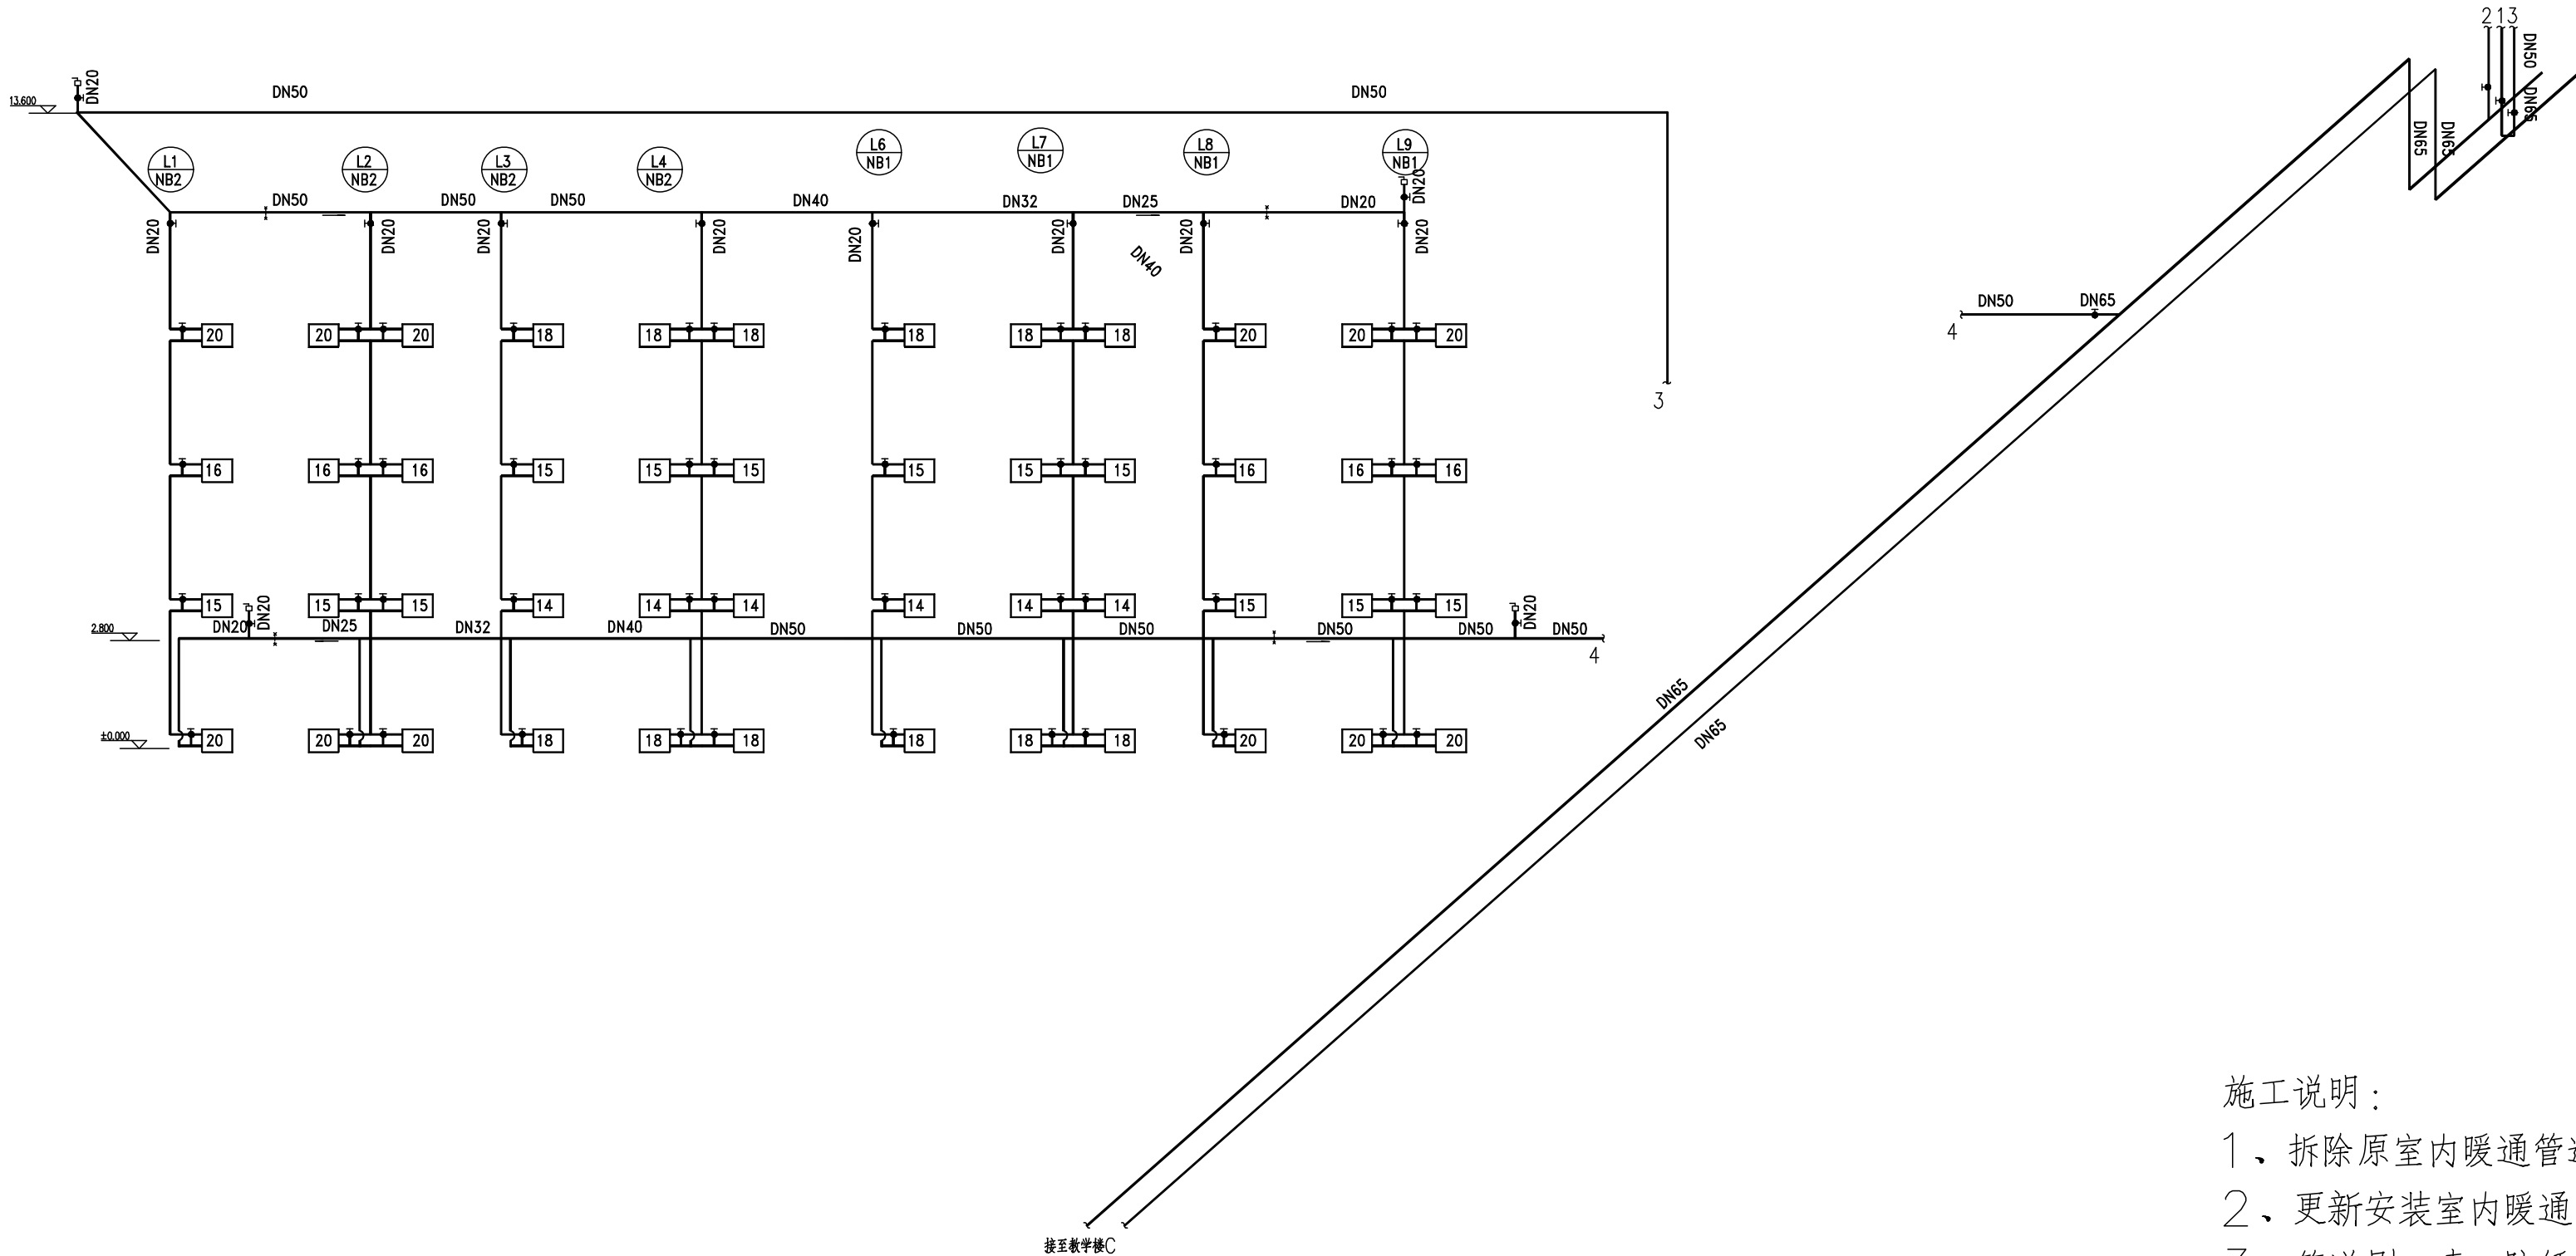 2 1 3
DN50
DN65
DN65
DN65
DN20
13.600
DN50
DN50
L1
NB2
L2
NB2
L3
NB2
L4
NB2
L6
NB1
L7
NB1
L8
NB1
L9
NB1
DN20
DN50
DN50
DN50
DN40
DN32
DN25
DN20
DN20
DN20
DN20
DN20
DN20
DN20
DN20
DN20
DN40
DN50
DN65
4
20
20 20
18
18 18
18
18 18
20
20 20
3
16
16 16
15
15 15
15
15 15
16
16 16
15
15 15
14
14 14
14
14 14
15
15 15
2.800
DN20
DN20
DN25
DN32
DN40
DN50
DN50
DN50
DN50
DN50
DN20
DN50
4
±0.000
20
20 20
18
18 18
18
18 18
20
20 20
DN65
DN65
接至教学楼C
施工说明：
1、拆除原室内暖通管
2、更新安装室内暖通